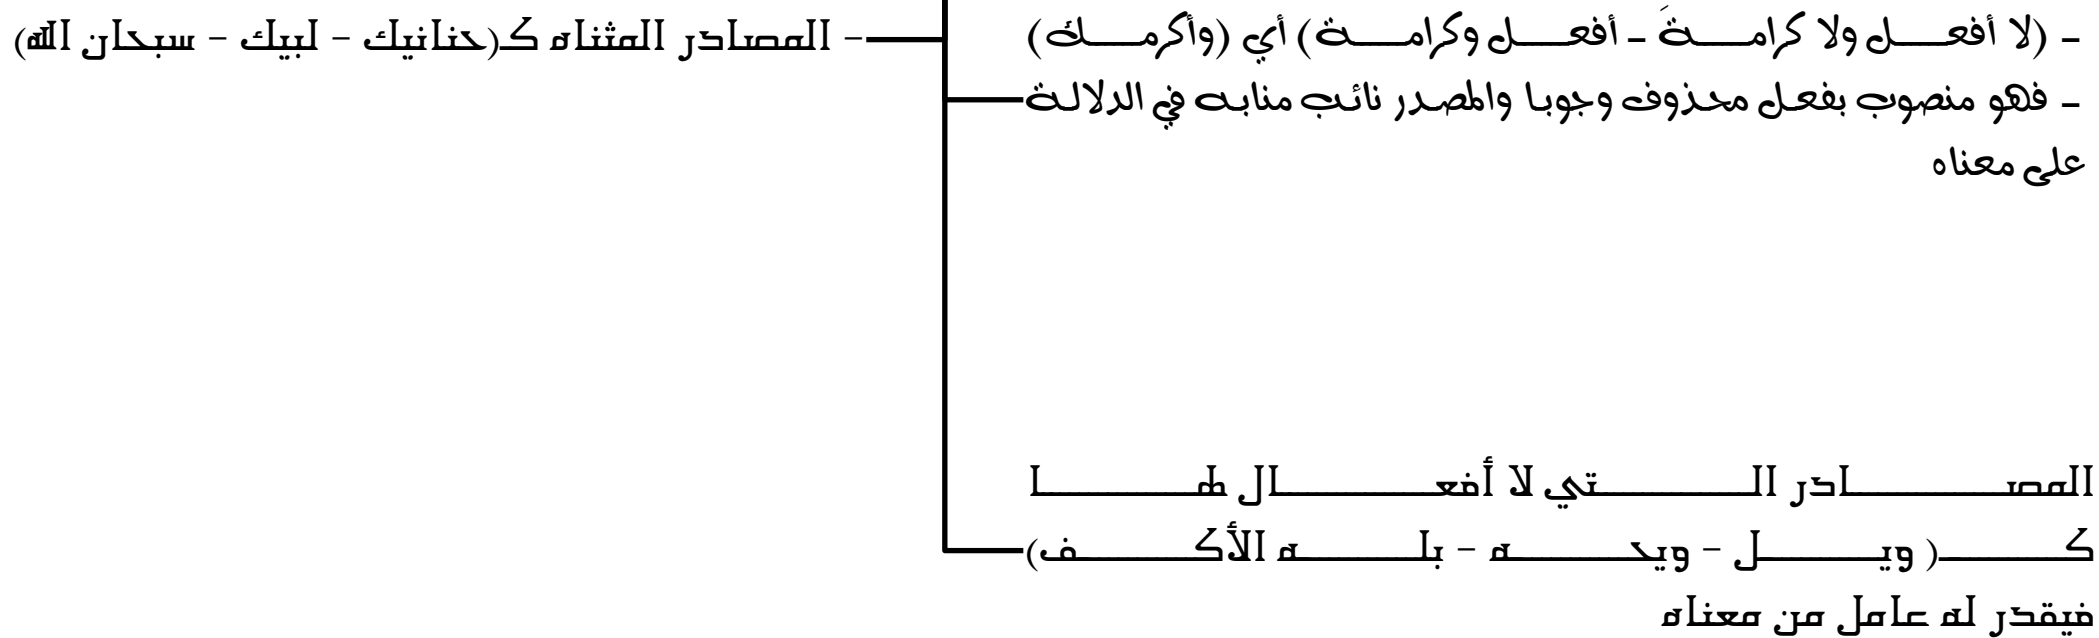 - (لا أفعل ولا كرامةَ - أفعل وكرامة) أي (وأكرمك)
- فهو منصوب بفعل محذوف وجوبا والمصدر نائب منابه في الدلالة
على معناه
- المصادر المثناه ك(حنانيك - لبيك - سبحان الله)
المصادر التي لا أفعال لها
ك( ويل - ويحه - بله الأكف)
فيقدر له عامل من معناه